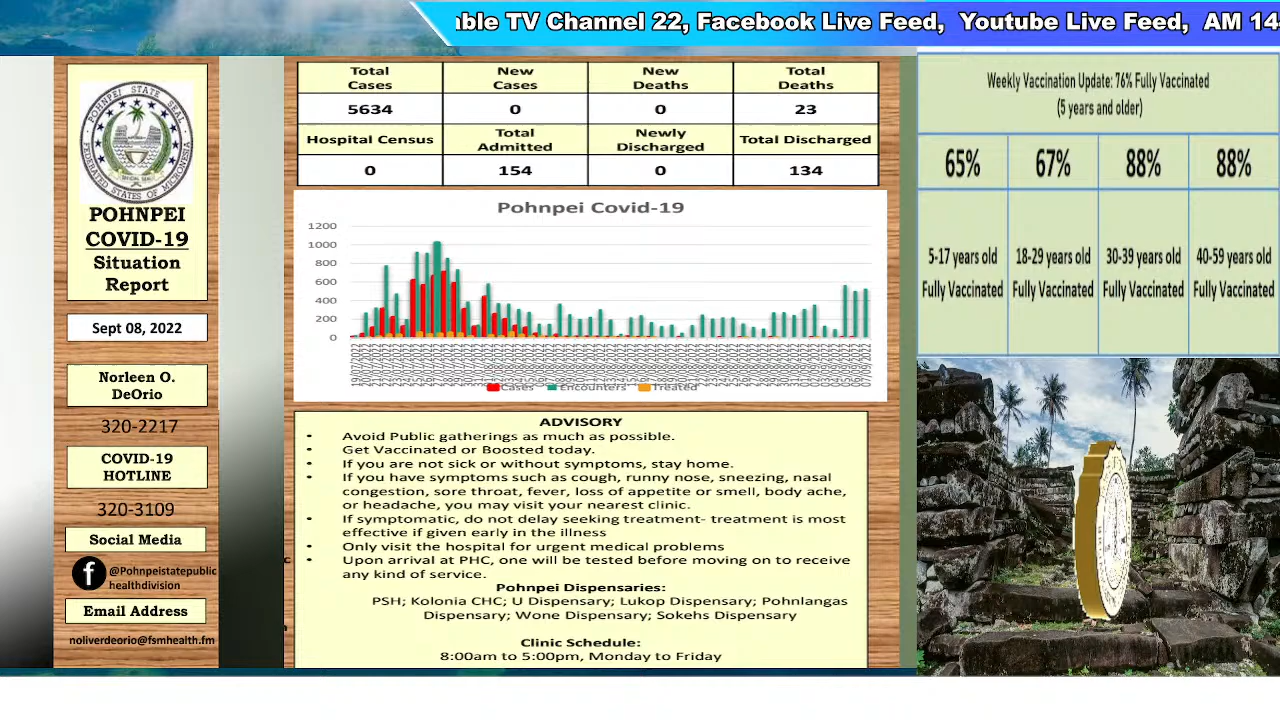 able TV Channel 22, Facebook Live Feed, Youtube Live Feed, AM 14
POHNPEI STATE SEAL
FEDERATED STATES OF MICRONESIA
POHNPEI
COVID-19
Situation
Report
Sept 08, 2022
Norleen O.
DeOrio
320-2217
COVID-19
HOTLINE
320-3109
Social Media
@Pohnpeistatepublic
healthdivision
Email Address
noliverdeorio@fsmhealth.fm
Total Cases New Cases New Deaths Total Deaths
5634 0 0 23
Hospital Census Total Admitted Newly Discharged Total Discharged
0 154 0 134
Pohnpei Covid-19
1200
1000
800
600
400
200
0
Cases Encounters Treated
ADVISORY
• Avoid Public gatherings as much as possible.
• Get Vaccinated or Boosted today.
• If you are not sick or without symptoms, stay home.
• If you have symptoms such as cough, runny nose, sneezing, nasal
congestion, sore throat, fever, loss of appetite or smell, body ache,
or headache, you may visit your nearest clinic.
• If symptomatic, do not delay seeking treatment- treatment is most
effective if given early in the illness
• Only visit the hospital for urgent medical problems
• Upon arrival at PHC, one will be tested before moving on to receive
any kind of service.
Pohnpei Dispensaries:
PSH; Kolonia CHC; U Dispensary; Lukop Dispensary; Pohnlangas
Dispensary; Wone Dispensary; Sokehs Dispensary
Clinic Schedule:
8:00am to 5:00pm, Monday to Friday
Weekly Vaccination Update: 76% Fully Vaccinated
(5 years and older)
65% 67% 88% 88%
5-17 years old 18-29 years old 30-39 years old 40-59 years old
Fully Vaccinated Fully Vaccinated Fully Vaccinated Fully Vaccinated